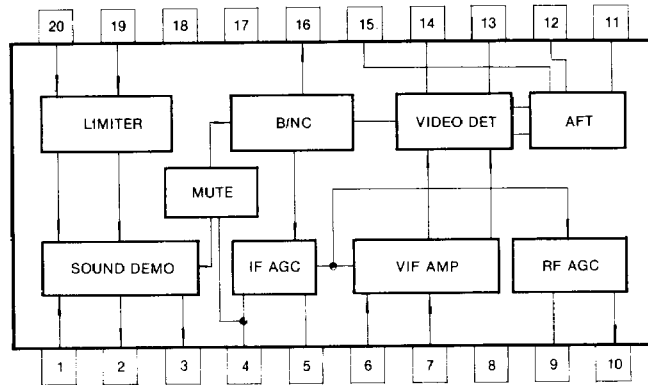 20 19 18 17 16 15 14 13 12 11
LIMITER B/NC VIDEO DET AFT
MUTE
SOUND DEMO IF AGC VIF AMP RF AGC
1 2 3 4 5 6 7 8 9 10